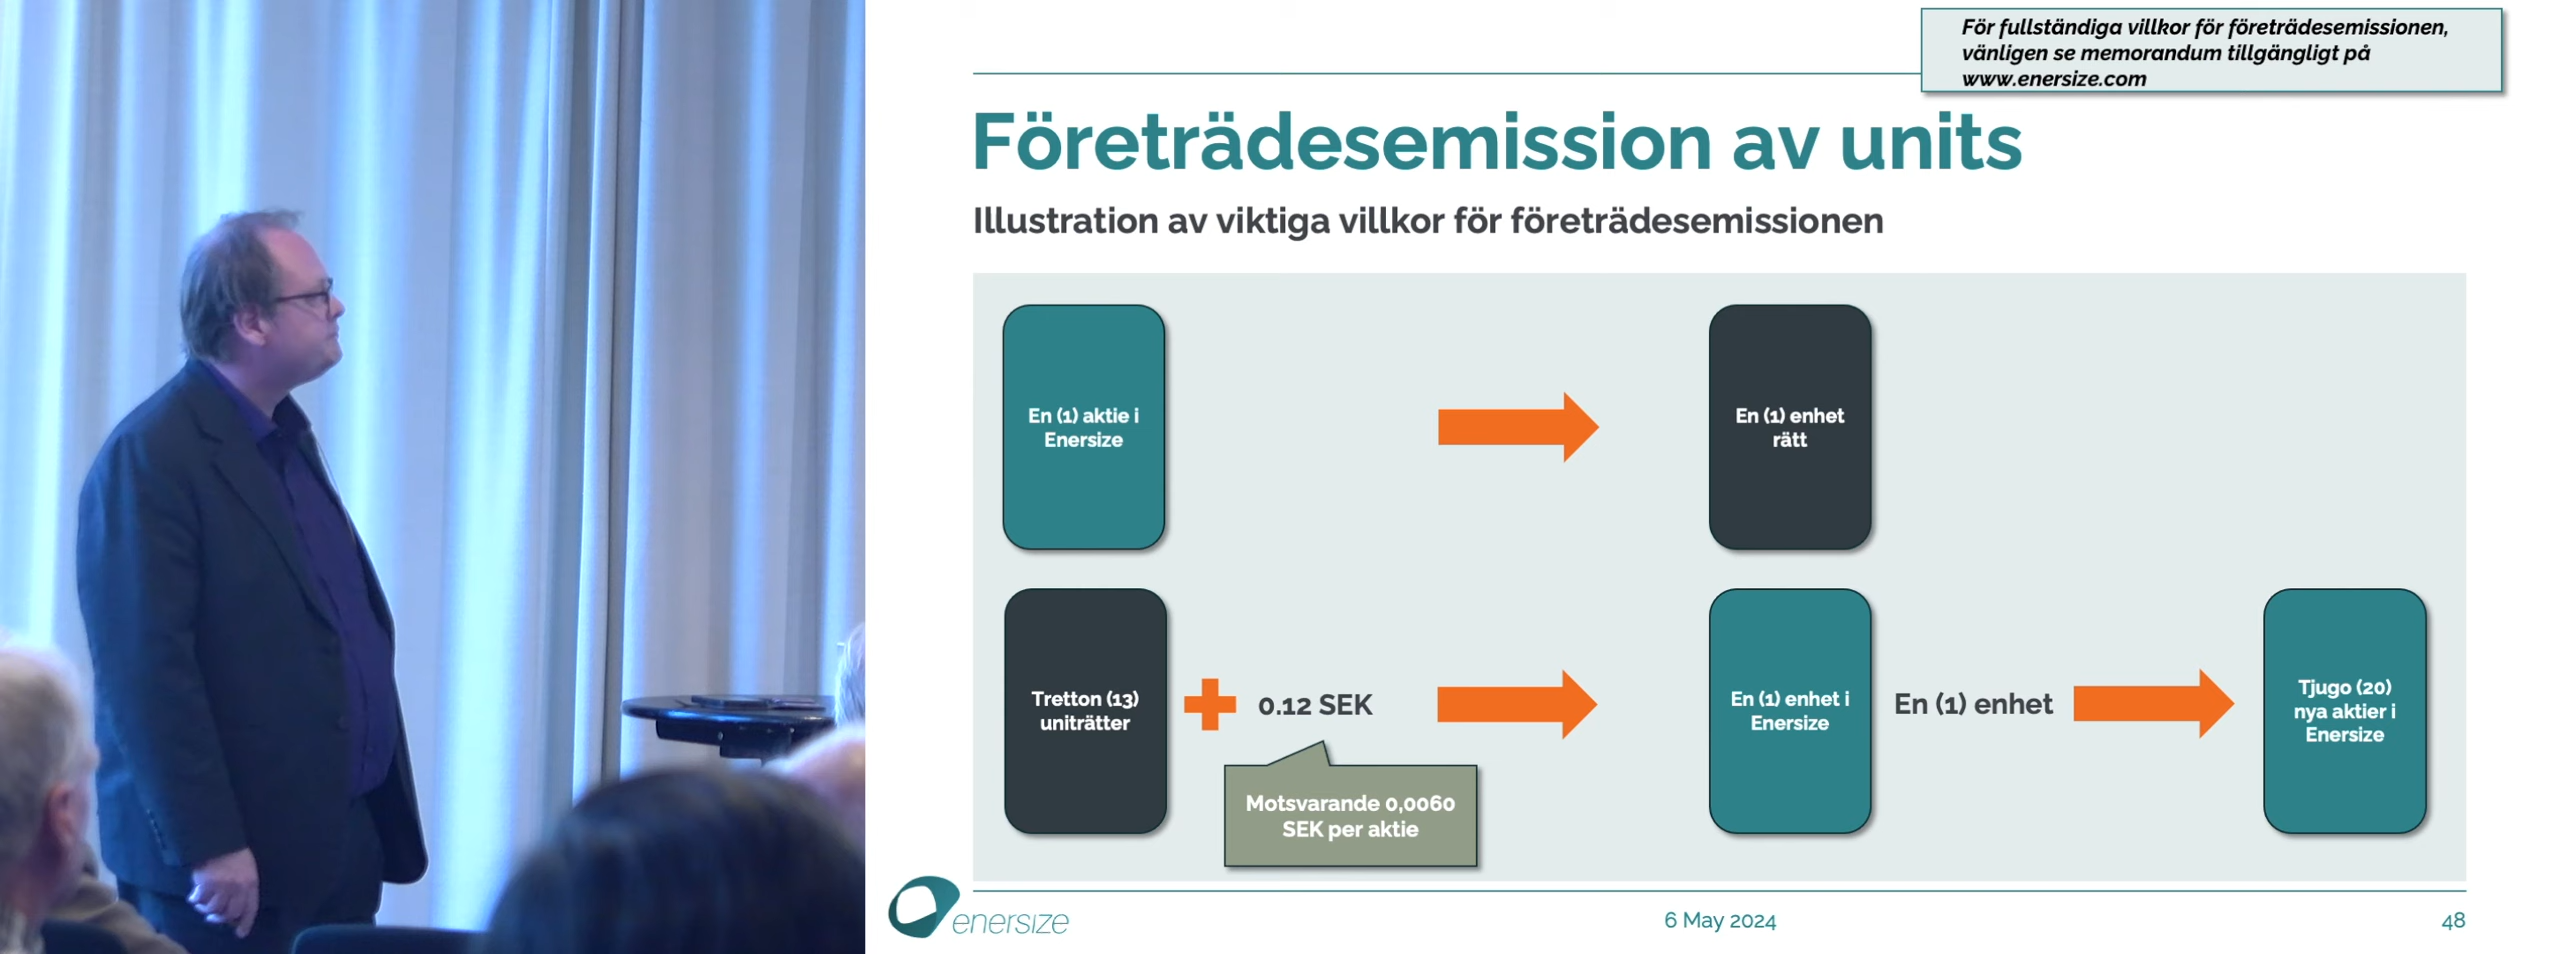 För fullständiga villkor för företrädesemissionen,
vänligen se memorandum tillgängligt på
www.enersize.com
Företrädesemission av units
Illustration av viktiga villkor för företrädesemissionen
En (1) aktie i
Enersize
En (1) enhet
rätt
Tretton (13)
uniträtter
0.12 SEK
En (1) enhet i
Enersize
En (1) enhet
Tjugo (20)
nya aktier i
Enersize
Motsvarande 0,0060
SEK per aktie
enersize
6 May 2024
48